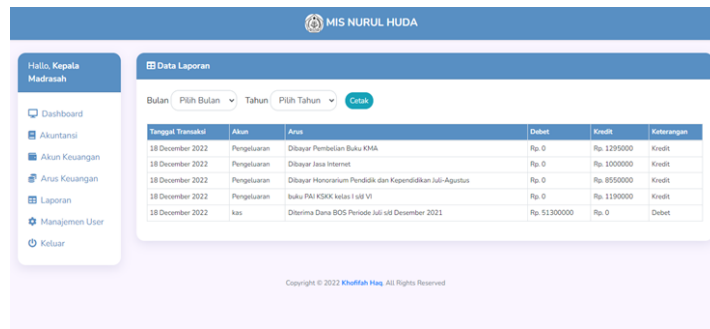 MIS NURUL HUDA
Hallo, Kepala
Madrasah
Dashboard
Akuntansi
Akun Keuangan
Arus Keuangan
Laporan
Manajemen User
Keluar
Data Laporan
Bulan Pilih Bulan Tahun Pilih Tahun Cetak
Tanggal Transaksi Akun Arus Debet Kredit Keterangan
18 December 2022 Pengeluaran Dibayar Pembelian Buku KMA Rp. 0 Rp. 1295000 Kredit
18 December 2022 Pengeluaran Dibayar Jasa Internet Rp. 0 Rp. 1000000 Kredit
18 December 2022 Pengeluaran Dibayar Honorarium Pendidik dan Kependidikan Juli-Agustus Rp. 0 Rp. 8550000 Kredit
18 December 2022 Pengeluaran buku PAI KSKK kelas I s/d VI Rp. 0 Rp. 1190000 Kredit
18 December 2022 kas Diterima Dana BOS Periode Juli s/d Desember 2021 Rp. 51300000 Rp. 0 Debet
Copyright © 2022 Khofifah Haq. All Rights Reserved